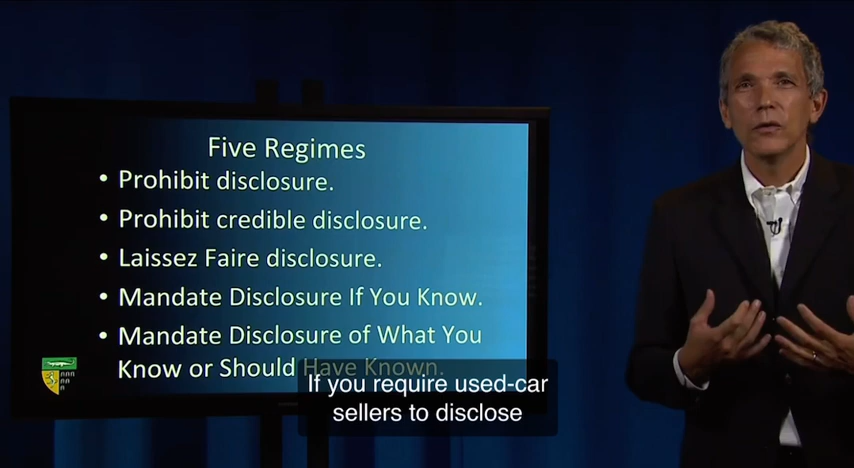 Five Regimes
• Prohibit disclosure.
• Prohibit credible disclosure.
• Laissez Faire disclosure.
• Mandate Disclosure If You Know.
• Mandate Disclosure of What You
Know or Should Have Known.
If you require used-car
sellers to disclose